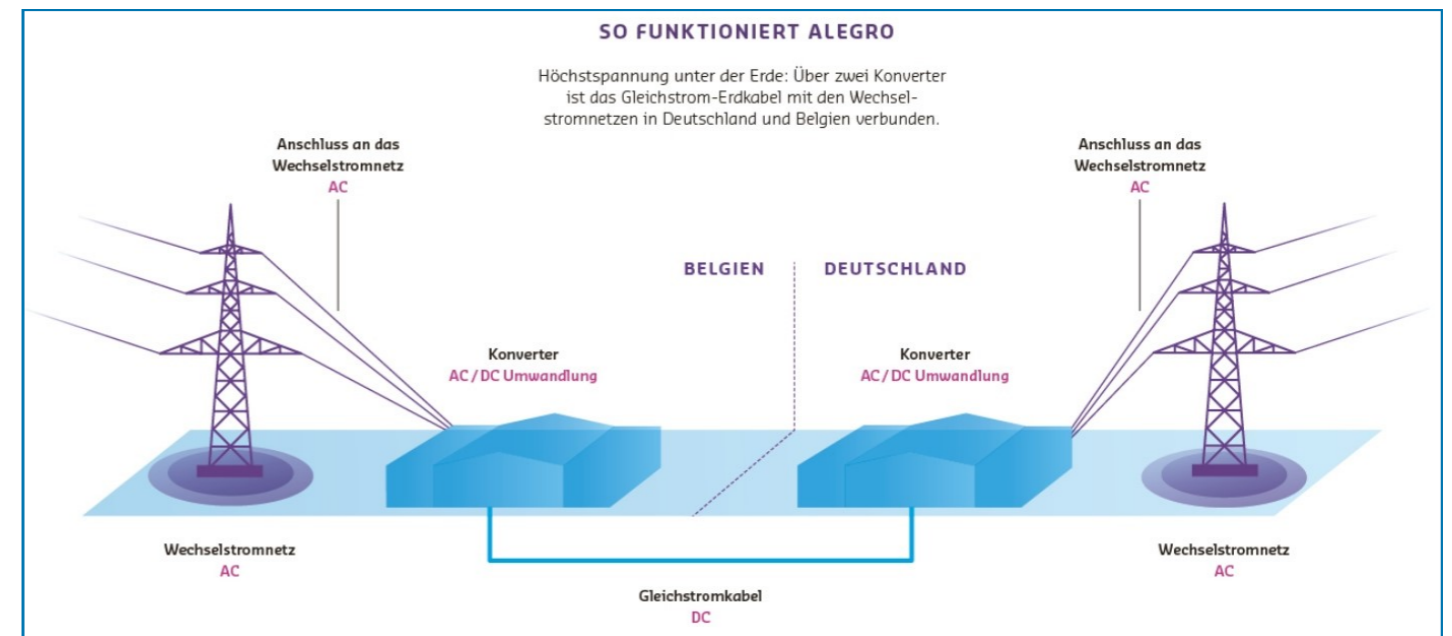 SO FUNKTIONIERT ALEGRO
Höchstspannung unter der Erde: Über zwei Konverter
ist das Gleichstrom-Erdkabel mit den Wechsel-
stromnetzen in Deutschland und Belgien verbunden.
Anschluss an das
Wechselstromnetz
AC
Anschluss an das
Wechselstromnetz
AC
BELGIEN
DEUTSCHLAND
Konverter
AC/DC Umwandlung
Konverter
AC/DC Umwandlung
Wechselstromnetz
AC
Gleichstromkabel
DC
Wechselstromnetz
AC